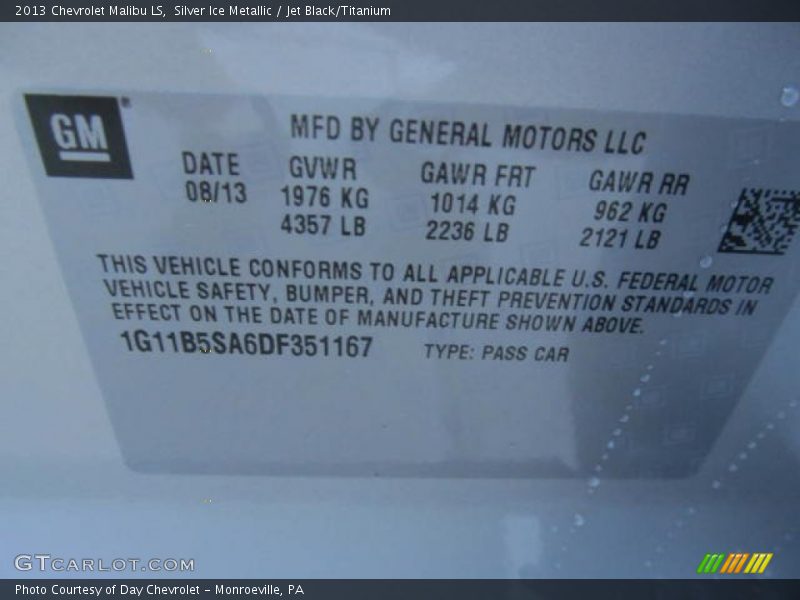 2013 Chevrolet Malibu LS, Silver Ice Metallic / Jet Black/Titanium
GM
MFD BY GENERAL MOTORS LLC
DATE GVWR GAWR FRT GAWR RR
08/13 1976 KG 1014 KG 962 KG
4357 LB 2236 LB 2121 LB
THIS VEHICLE CONFORMS TO ALL APPLICABLE U.S. FEDERAL MOTOR
VEHICLE SAFETY, BUMPER, AND THEFT PREVENTION STANDARDS IN
EFFECT ON THE DATE OF MANUFACTURE SHOWN ABOVE.
1G11B5SA6DF351167 TYPE: PASS CAR
GTCARLOT.COM
Photo Courtesy of Day Chevrolet - Monroeville, PA